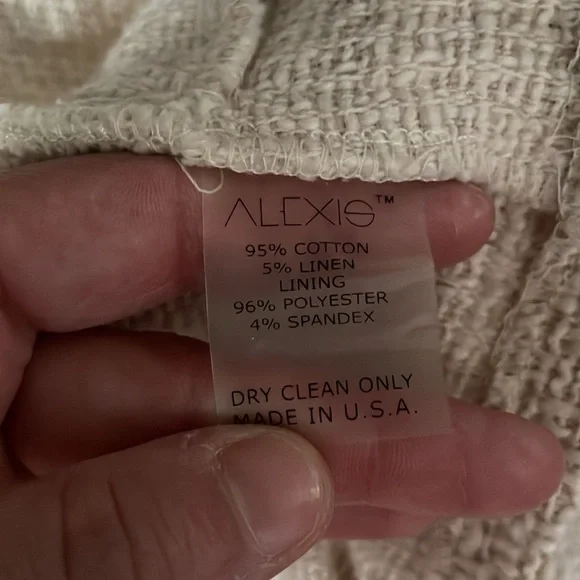 ALEXIS™
95% COTTON
5% LINEN
LINING
96% POLYESTER
4% SPANDEX
DRY CLEAN ONLY
MADE IN U.S.A.